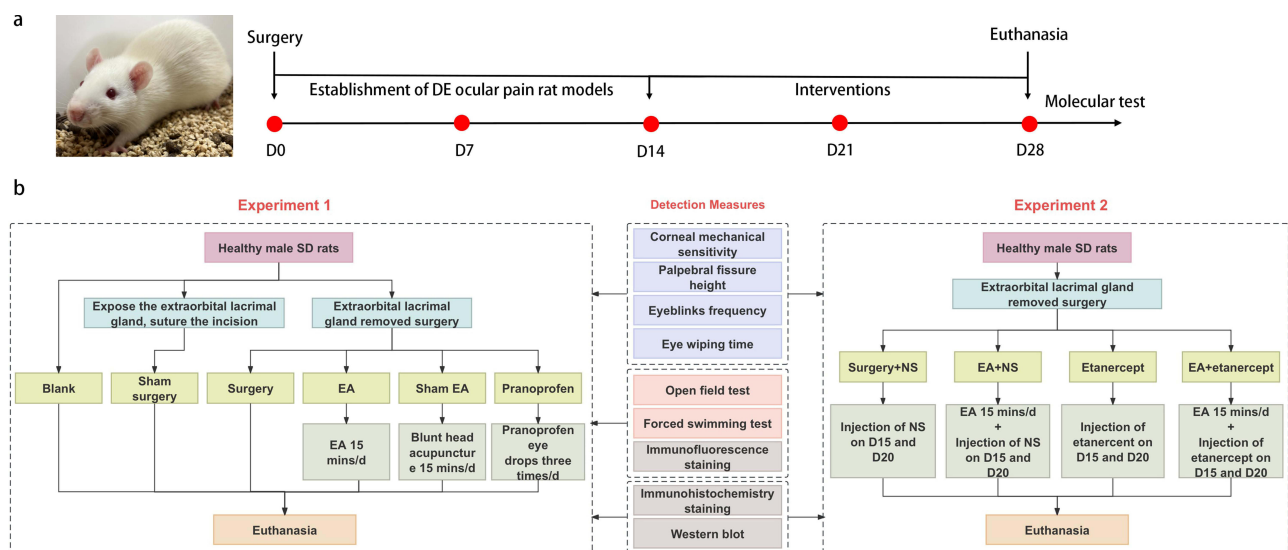 a
Surgery
Euthanasia
Establishment of DE ocular pain rat models
Interventions
Molecular test
D0
D7
D14
D21
D28
b
Experiment 1
Healthy male SD rats
Expose the extraorbital lacrimal
gland, suture the incision
Extraorbital lacrimal
gland removed surgery
Blank
Sham
surgery
Surgery
EA
Sham EA
Pranoprofen
EA 15
mins/d
Blunt head
acupunctur
e 15 mins/d
Pranoprofen
eye
drops three
times/d
Euthanasia
Detection Measures
Corneal mechanical
sensitivity
Palpebral fissure
height
Eyeblinks frequency
Eye wiping time
Open field test
Forced swimming test
Immunofluorescence
staining
Immunohistochemistry
staining
Western blot
Experiment 2
Healthy male SD rats
Extraorbital lacrimal gland
removed surgery
Surgery+NS
EA+NS
Etanercept
EA+etanercept
Injection of NS
on D15 and
D20
EA 15 mins/d
+
Injection of NS
on D15 and
D20
Injection of
etanercent on
D15 and D20
EA 15 mins/d
+
Injection of
etanercept on
D15 and D20
Euthanasia